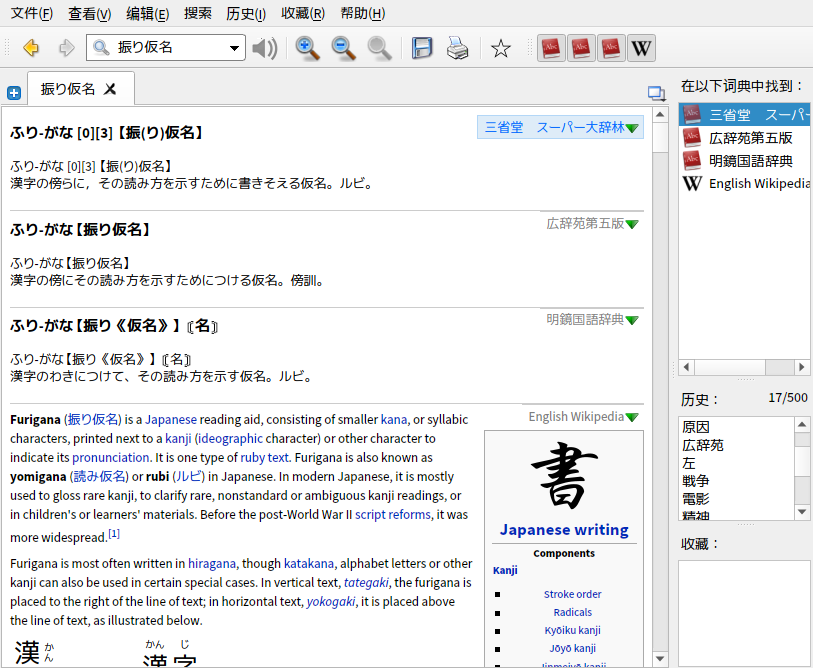 文件(F) 查看(V) 编辑(E) 搜索 历史(I) 收藏(R) 帮助(H)
振り仮名
振り仮名
ふり‐がな [0][3]【振(り)仮名】
三省堂　スーパー大辞林
ふり‐がな [0][3]【振(り)仮名】
漢字の傍らに，その読み方を示すために書きそえる仮名。ルビ。
ふり‐がな【振り仮名】
広辞苑第五版
ふり‐がな【振り仮名】
漢字の傍にその読み方を示すためにつける仮名。傍訓。
ふり‐がな【振り《仮名》】〘名〙
明鏡国語辞典
ふり‐がな【振り《仮名》】〘名〙
漢字のわきにつけて、その読み方を示す仮名。ルビ。
English Wikipedia
Furigana (振り仮名) is a Japanese reading aid, consisting of smaller kana, or syllabic
characters, printed next to a kanji (ideographic character) or other character to
indicate its pronunciation. It is one type of ruby text. Furigana is also known as
yomigana (読み仮名) or rubi (ルビ) in Japanese. In modern Japanese, it is mostly
used to gloss rare kanji, to clarify rare, nonstandard or ambiguous kanji readings, or
in children's or learners' materials. Before the post-World War II script reforms, it was
more widespread.[1]
Furigana is most often written in hiragana, though katakana, alphabet letters or other
kanji can also be used in certain special cases. In vertical text, tategaki, the furigana is
placed to the right of the line of text; in horizontal text, yokogaki, it is placed above
the line of text, as illustrated below.
漢 かん
かん じ
漢 字
書
Japanese writing
Components
Kanji
Stroke order
Radicals
Kyōiku kanji
Jōyō kanji
Jinmeiyō kanji
在以下词典中找到：
三省堂　スーパー
広辞苑第五版
明鏡国語辞典
W English Wikipedia
历史： 17/500
原因
広辞苑
左
戦争
電影
精神
收藏：